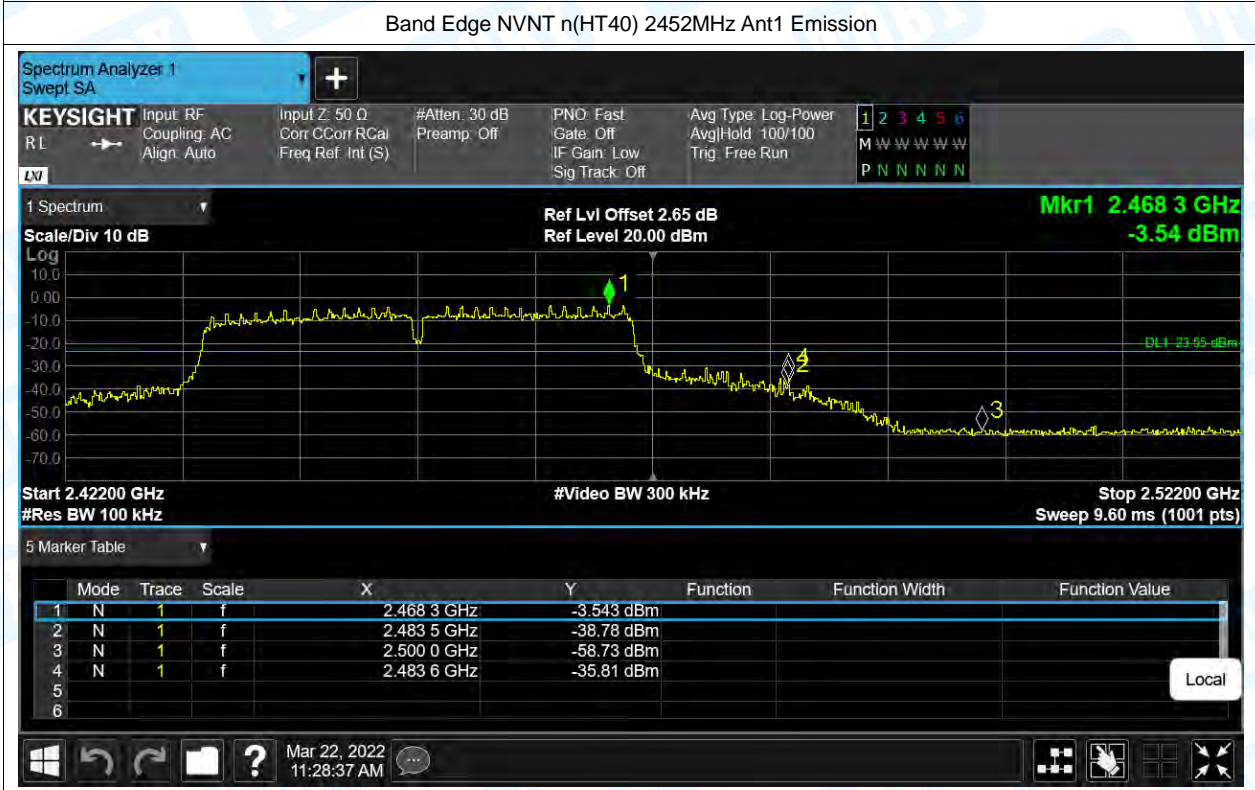 Band Edge NVNT n(HT40) 2452MHz Ant1 Emission
Spectrum Analyzer 1
Swept SA
+
KEYSIGHT
RL
LXI
Input: RF
Coupling: AC
Align: Auto
Input Z: 50 Ω
Corr CCorr RCal
Freq Ref: Int (S)
#Atten: 30 dB
Preamp: Off
PNO: Fast
Gate: Off
IF Gain: Low
Sig Track: Off
Avg Type: Log-Power
Avg|Hold: 100/100
Trig: Free Run
1 2 3 4 5 6
M W W W W W
P N N N N N
1 Spectrum
Scale/Div 10 dB
Ref Lvl Offset 2.65 dB
Ref Level 20.00 dBm
Mkr1 2.468 3 GHz
-3.54 dBm
Log
10.0
0.00
-10.0
-20.0
-30.0
-40.0
-50.0
-60.0
-70.0
1
4
2
3
DL1 -23.55 dBm
Start 2.42200 GHz
#Video BW 300 kHz
Stop 2.52200 GHz
#Res BW 100 kHz
Sweep 9.60 ms (1001 pts)
5 Marker Table
Mode Trace Scale X Y Function Function Width Function Value
1 N 1 f 2.468 3 GHz -3.543 dBm
2 N 1 f 2.483 5 GHz -38.78 dBm
3 N 1 f 2.500 0 GHz -58.73 dBm
4 N 1 f 2.483 6 GHz -35.81 dBm
5
6
Local
?
Mar 22, 2022
11:28:37 AM